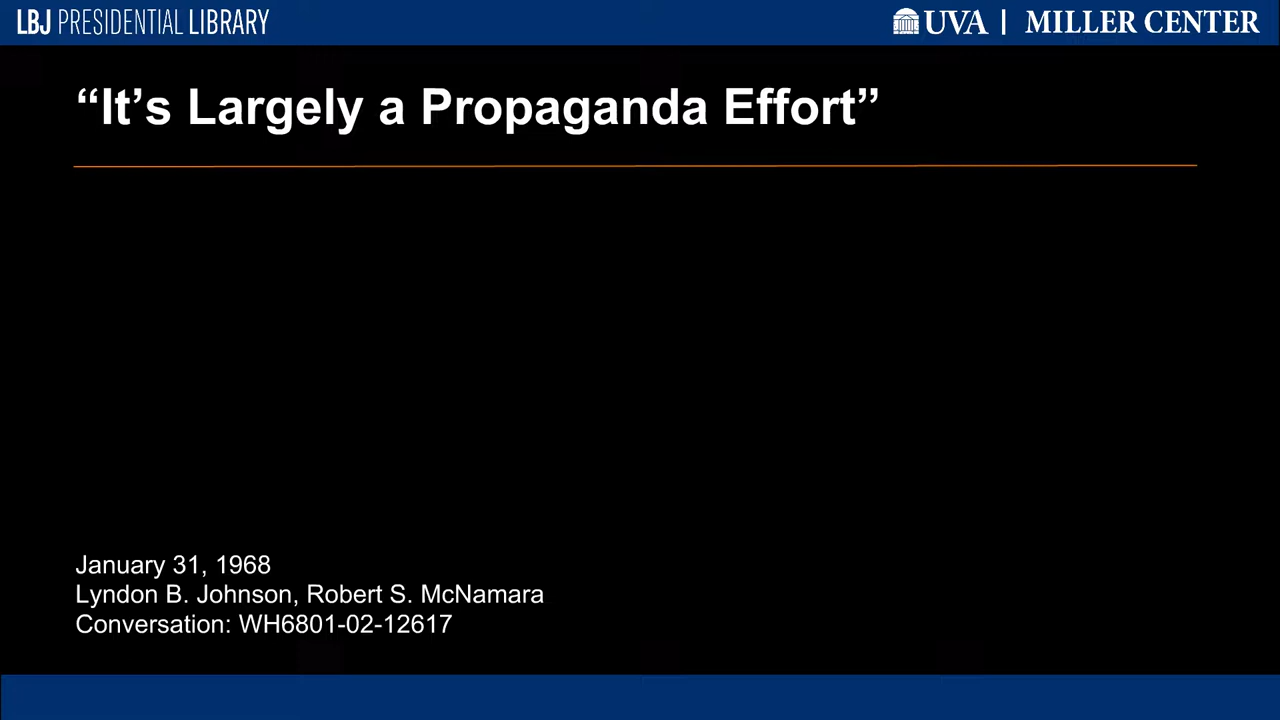 LBJ PRESIDENTIAL LIBRARY
UVA | MILLER CENTER
“It’s Largely a Propaganda Effort”
January 31, 1968
Lyndon B. Johnson, Robert S. McNamara
Conversation: WH6801-02-12617